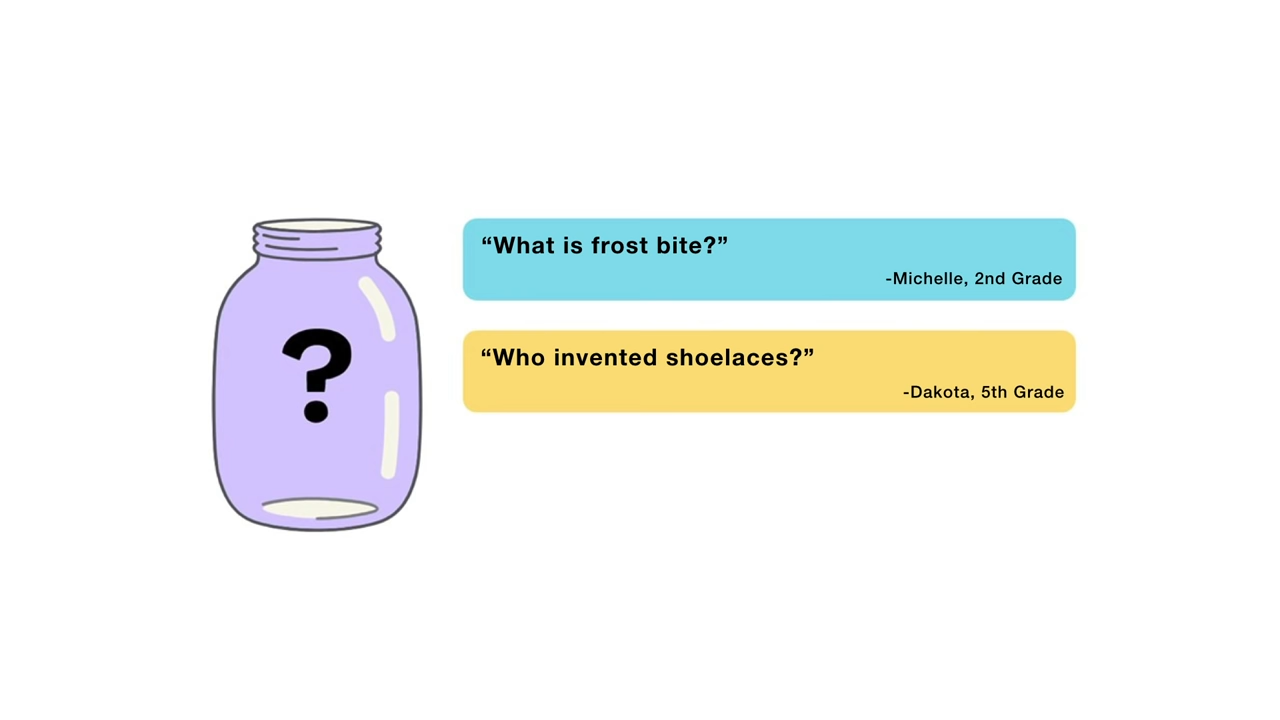 ?
“What is frost bite?”
-Michelle, 2nd Grade
“Who invented shoelaces?”
-Dakota, 5th Grade